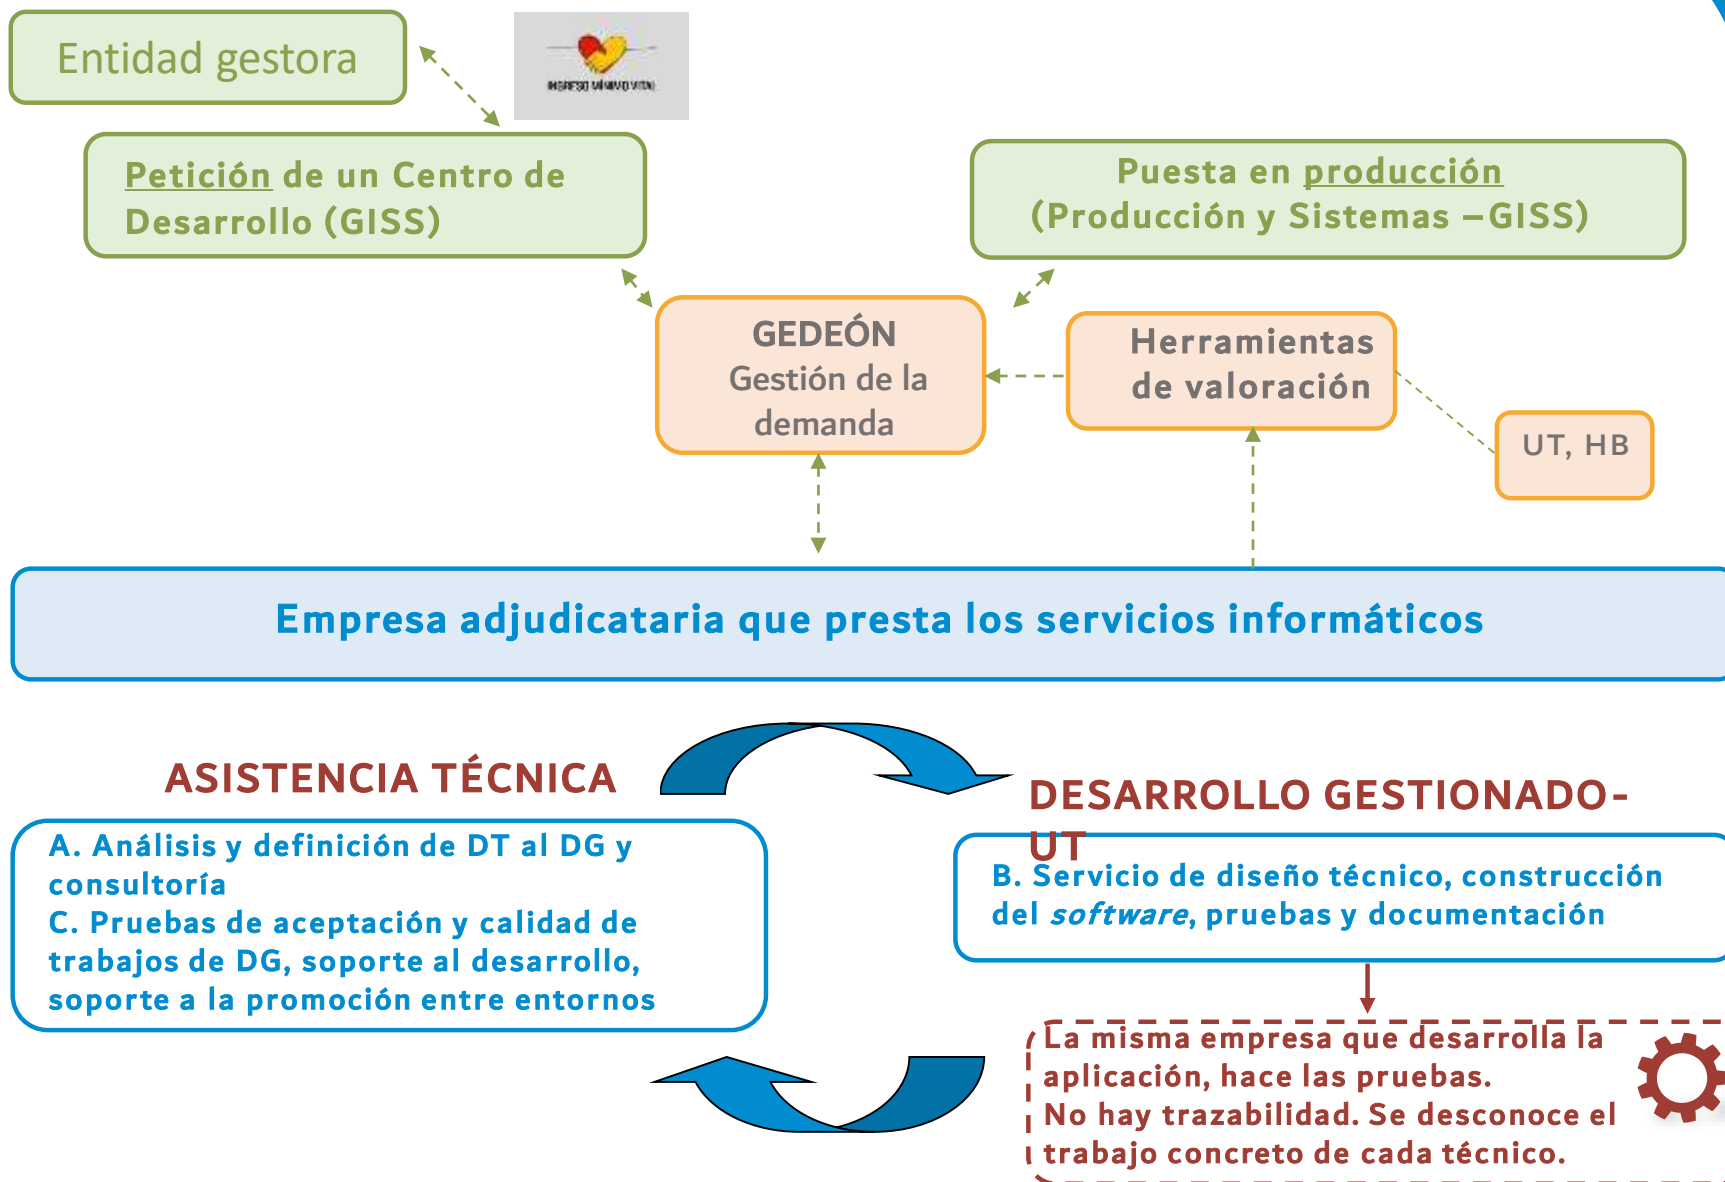 Entidad gestora
INGRESO MÍNIMO VITAL
Petición de un Centro de
Desarrollo (GISS)
Puesta en producción
(Producción y Sistemas –GISS)
GEDEÓN
Gestión de la
demanda
Herramientas
de valoración
UT, HB
Empresa adjudicataria que presta los servicios informáticos
ASISTENCIA TÉCNICA
A. Análisis y definición de DT al DG y
consultoría
C. Pruebas de aceptación y calidad de
trabajos de DG, soporte al desarrollo,
soporte a la promoción entre entornos
DESARROLLO GESTIONADO-
UT
B. Servicio de diseño técnico, construcción
del software, pruebas y documentación
La misma empresa que desarrolla la
aplicación, hace las pruebas.
No hay trazabilidad. Se desconoce el
trabajo concreto de cada técnico.